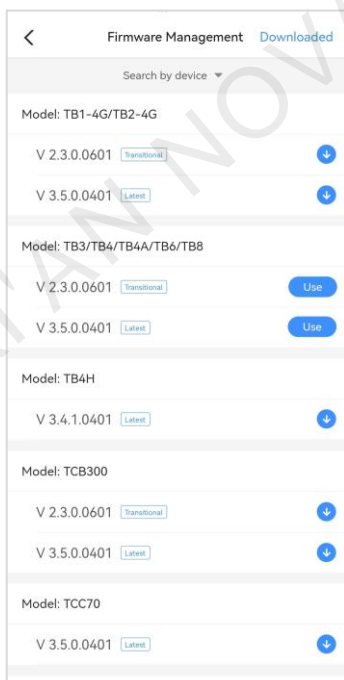 Firmware Management Downloaded
Search by device
Model: TB1-4G/TB2-4G
V 2.3.0.0601 Transitional
V 3.5.0.0401 Latest
Model: TB3/TB4/TB4A/TB6/TB8
V 2.3.0.0601 Transitional Use
V 3.5.0.0401 Latest Use
Model: TB4H
V 3.4.1.0401 Latest
Model: TCB300
V 2.3.0.0601 Transitional
V 3.5.0.0401 Latest
Model: TCC70
V 3.5.0.0401 Latest